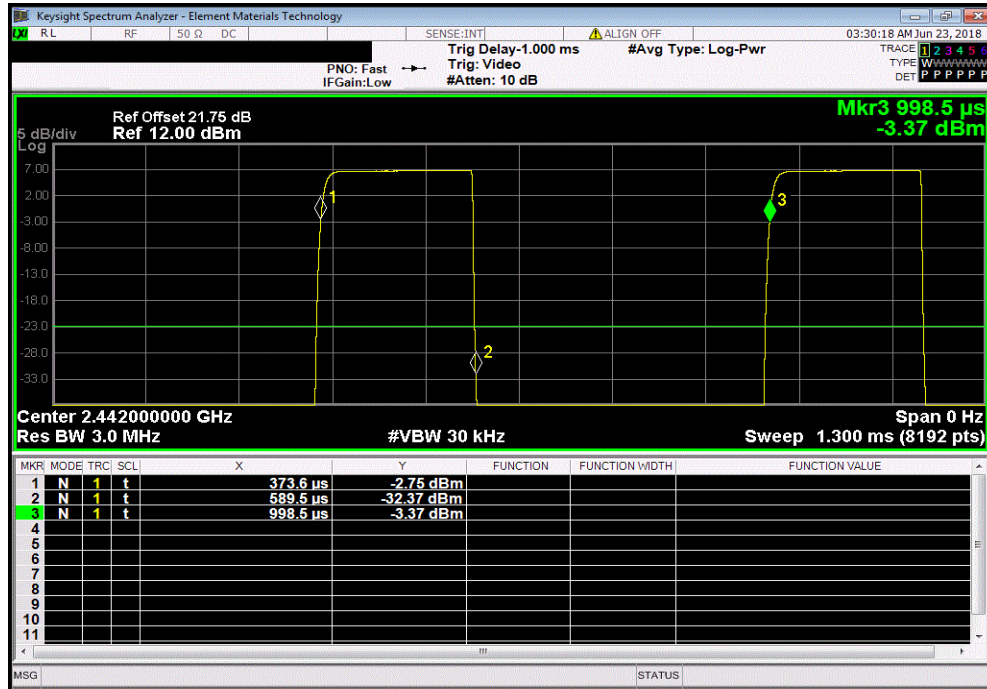 Keysight Spectrum Analyzer - Element Materials Technology
LXI RL RF 50 Ω DC SENSE:INT ALIGN OFF 03:30:18 AM Jun 23, 2018
Trig Delay-1.000 ms #Avg Type: Log-Pwr TRACE 1 2 3 4 5 6
PNO: Fast Trig: Video TYPE WWWWWW
IFGain:Low #Atten: 10 dB DET P P P P P P
Mkr3 998.5 µs
-3.37 dBm
Ref Offset 21.75 dB
5 dB/div Ref 12.00 dBm
Log
7.00
2.00
-3.00
-8.00
-13.0
-18.0
-23.0
-28.0
-33.0
1
2
3
Center 2.442000000 GHz Span 0 Hz
Res BW 3.0 MHz #VBW 30 kHz Sweep 1.300 ms (8192 pts)
MKR MODE TRC SCL X Y FUNCTION FUNCTION WIDTH FUNCTION VALUE
1 N 1 t 373.6 µs -2.75 dBm
2 N 1 t 589.5 µs -32.37 dBm
3 N 1 t 998.5 µs -3.37 dBm
4
5
6
7
8
9
10
11
MSG STATUS